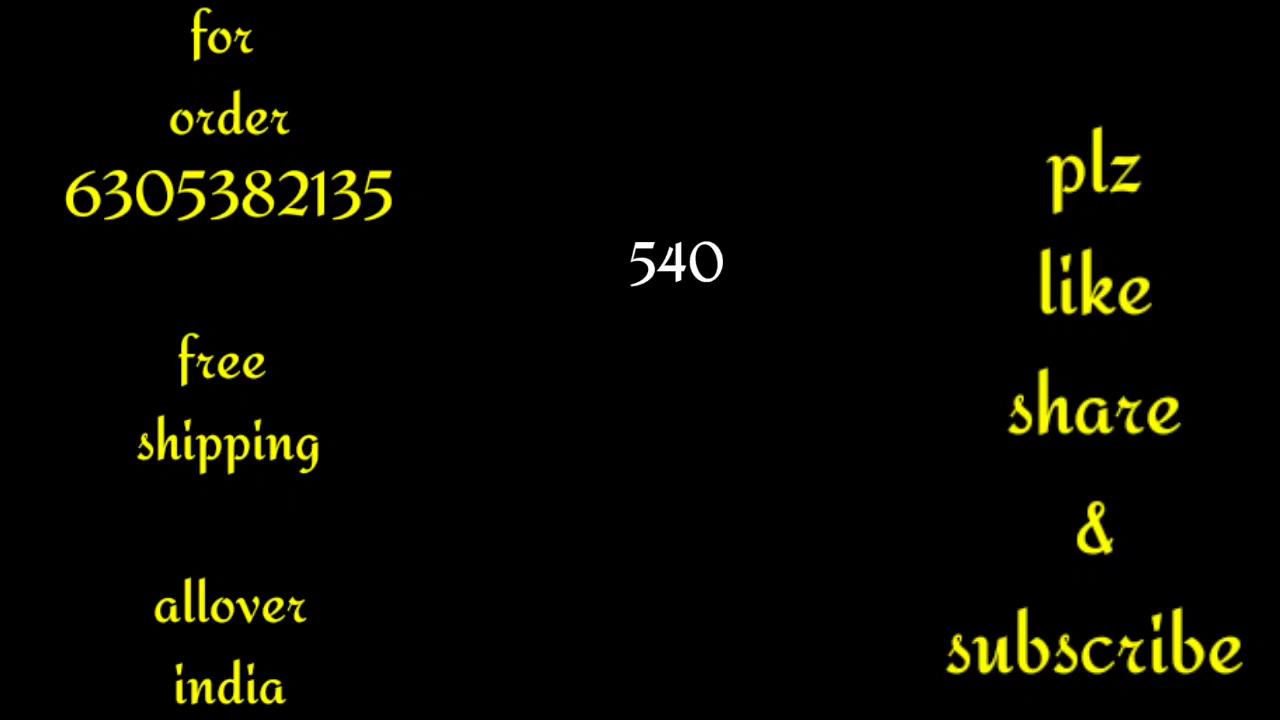 for
order
6305382135
free
shipping
allover
india
540
plz
like
share
&
subscribe